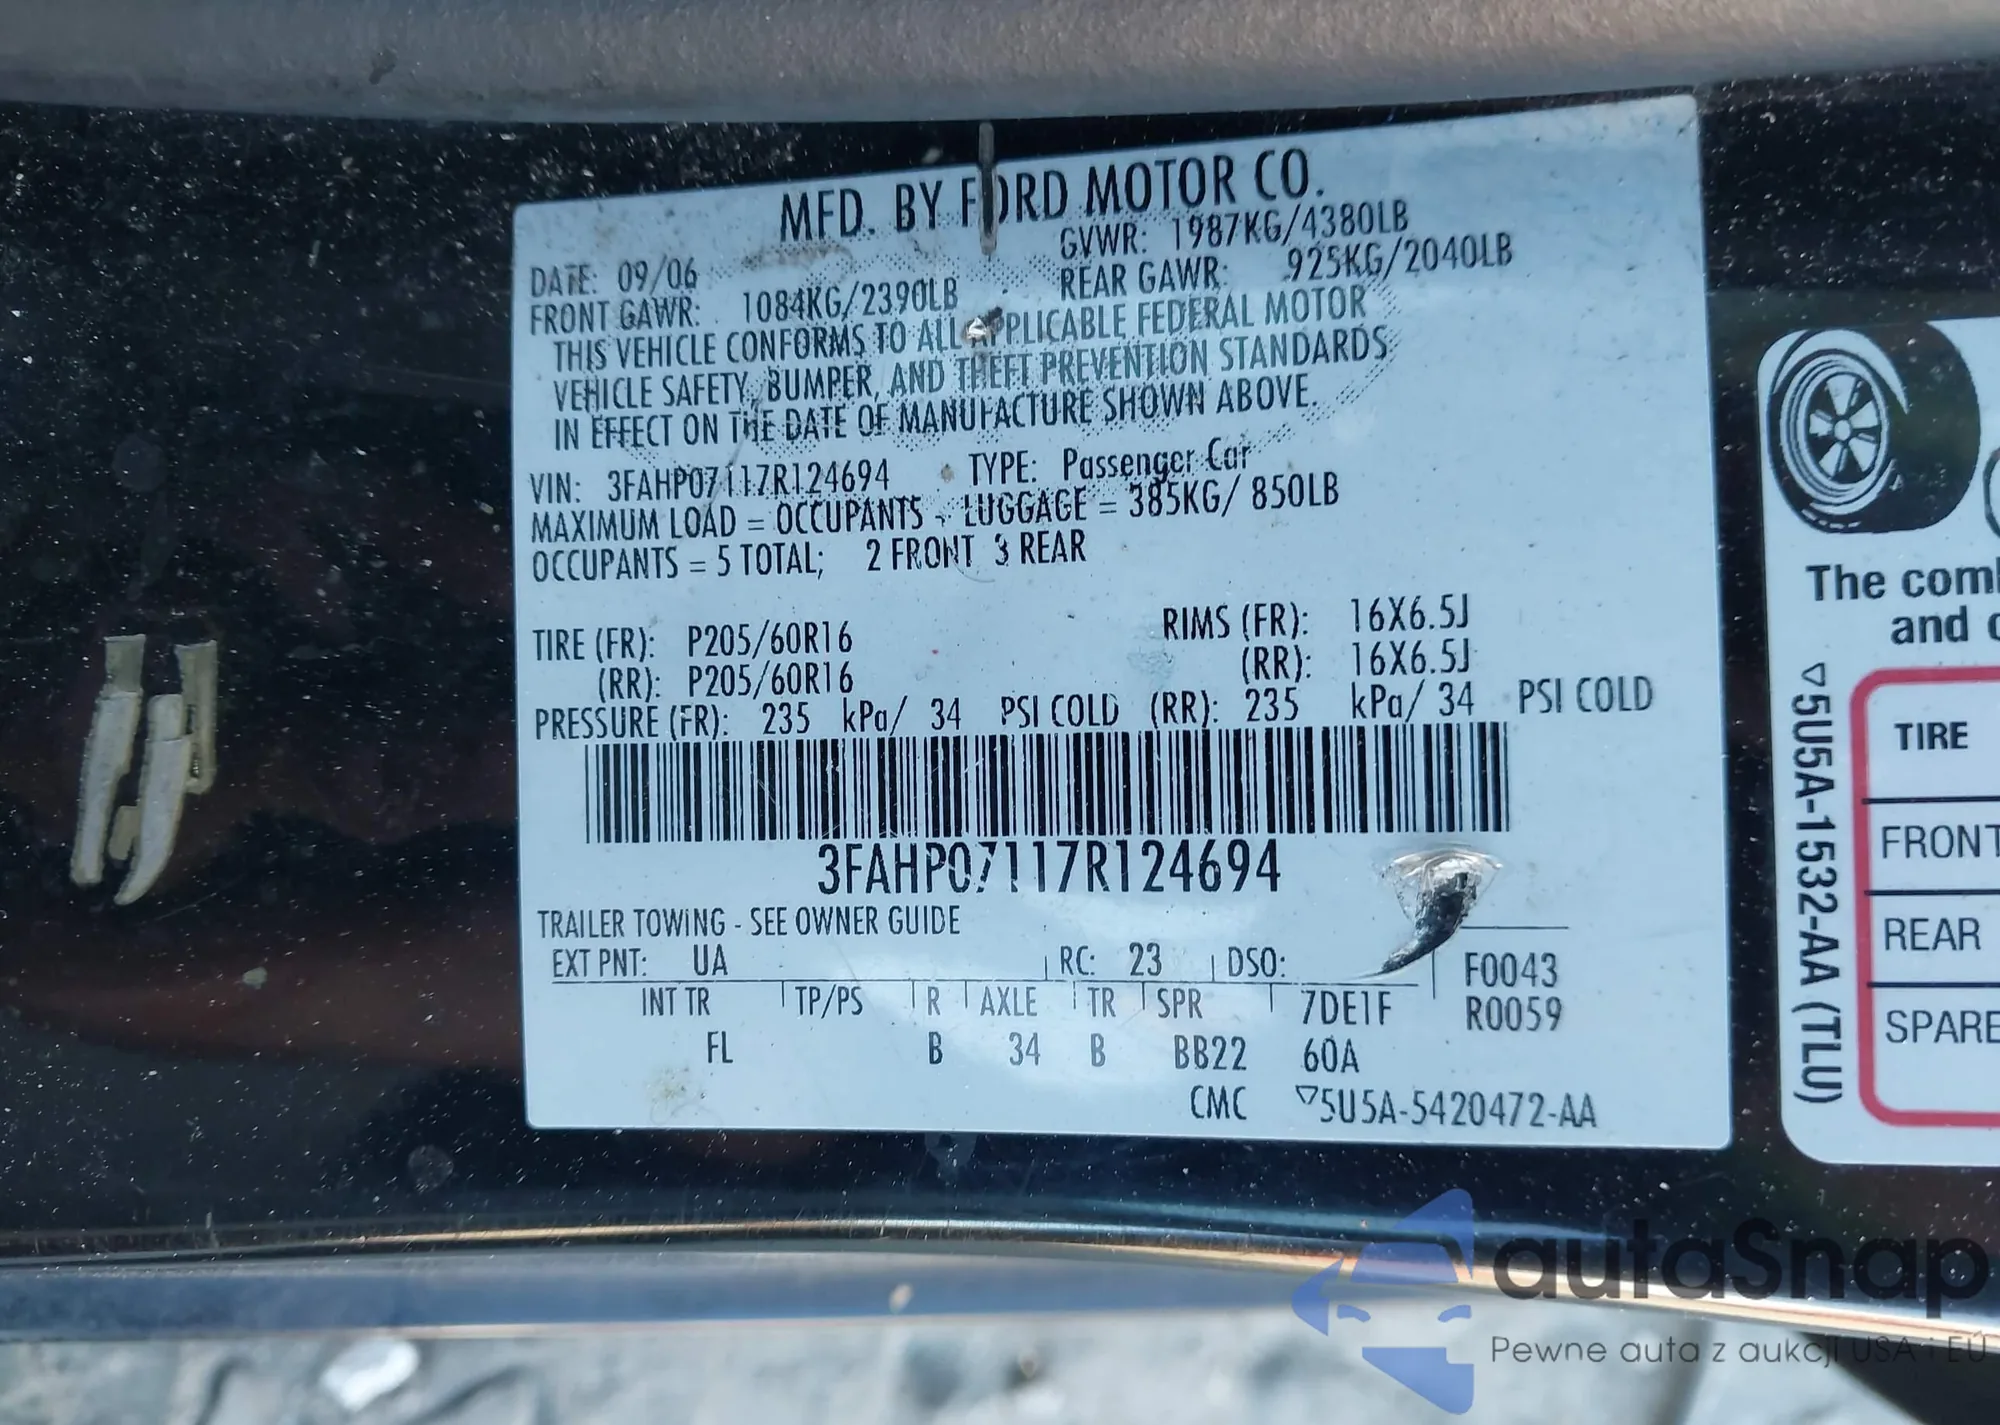 MFD. BY FORD MOTOR CO.
DATE: 09/06 GVWR: 1987KG/4380LB
FRONT GAWR: 1084KG/2390LB REAR GAWR: 925KG/2040LB
THIS VEHICLE CONFORMS TO ALL APPLICABLE FEDERAL MOTOR
VEHICLE SAFETY, BUMPER, AND THEFT PREVENTION STANDARDS
IN EFFECT ON THE DATE OF MANUFACTURE SHOWN ABOVE.
VIN: 3FAHP07117R124694 TYPE: Passenger Car
MAXIMUM LOAD = OCCUPANTS + LUGGAGE = 385KG/ 850LB
OCCUPANTS = 5 TOTAL; 2 FRONT 3 REAR
TIRE (FR): P205/60R16 RIMS (FR): 16X6.5J
(RR): P205/60R16 (RR): 16X6.5J
PRESSURE (FR): 235 kPa/ 34 PSI COLD (RR): 235 kPa/ 34 PSI COLD
3FAHP07117R124694
TRAILER TOWING - SEE OWNER GUIDE
EXT PNT: UA RC: 23 DSO: F0043
INT TR TP/PS R AXLE TR SPR 7DE1F R0059
FL B 34 B BB22 60A
CMC ▽5U5A-5420472-AA
The com
and
▽5U5A-1532-AA (TLU)
TIRE
FRONT
REAR
SPARE
autaSnap
Pewne auta z aukcji USA i EU